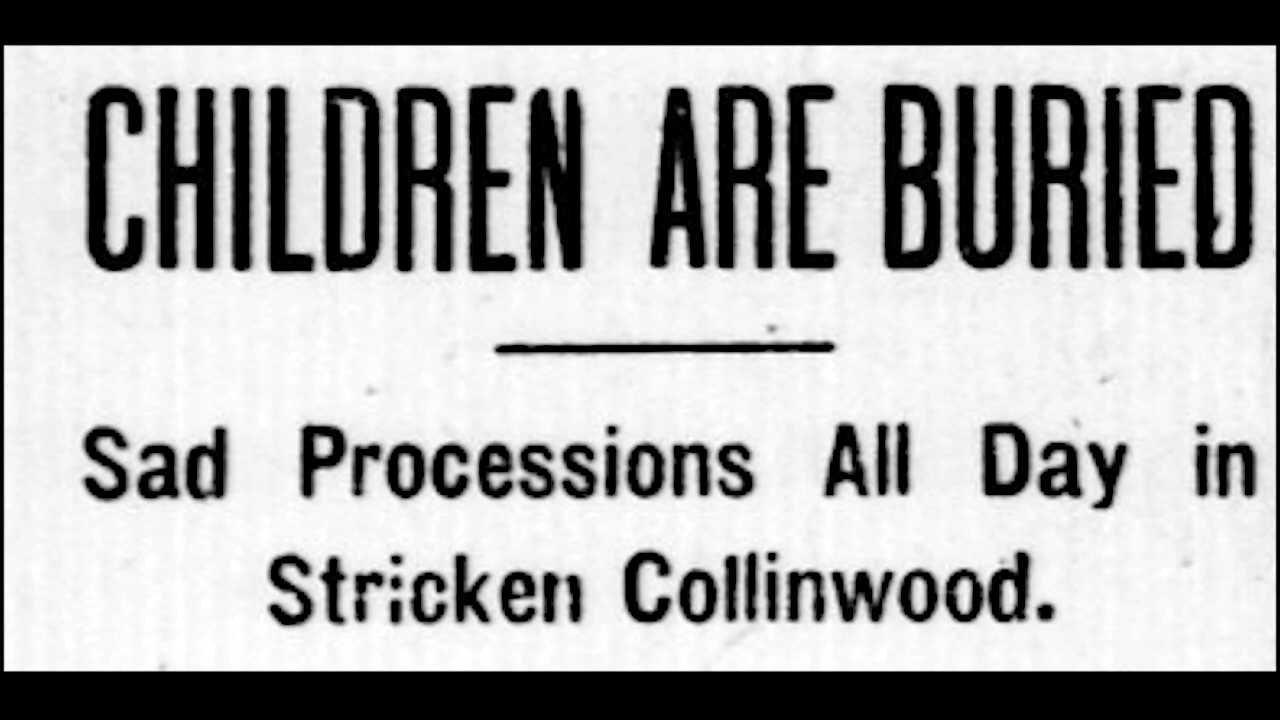 CHILDREN ARE BURIED
Sad Processions All Day in
Stricken Collinwood.